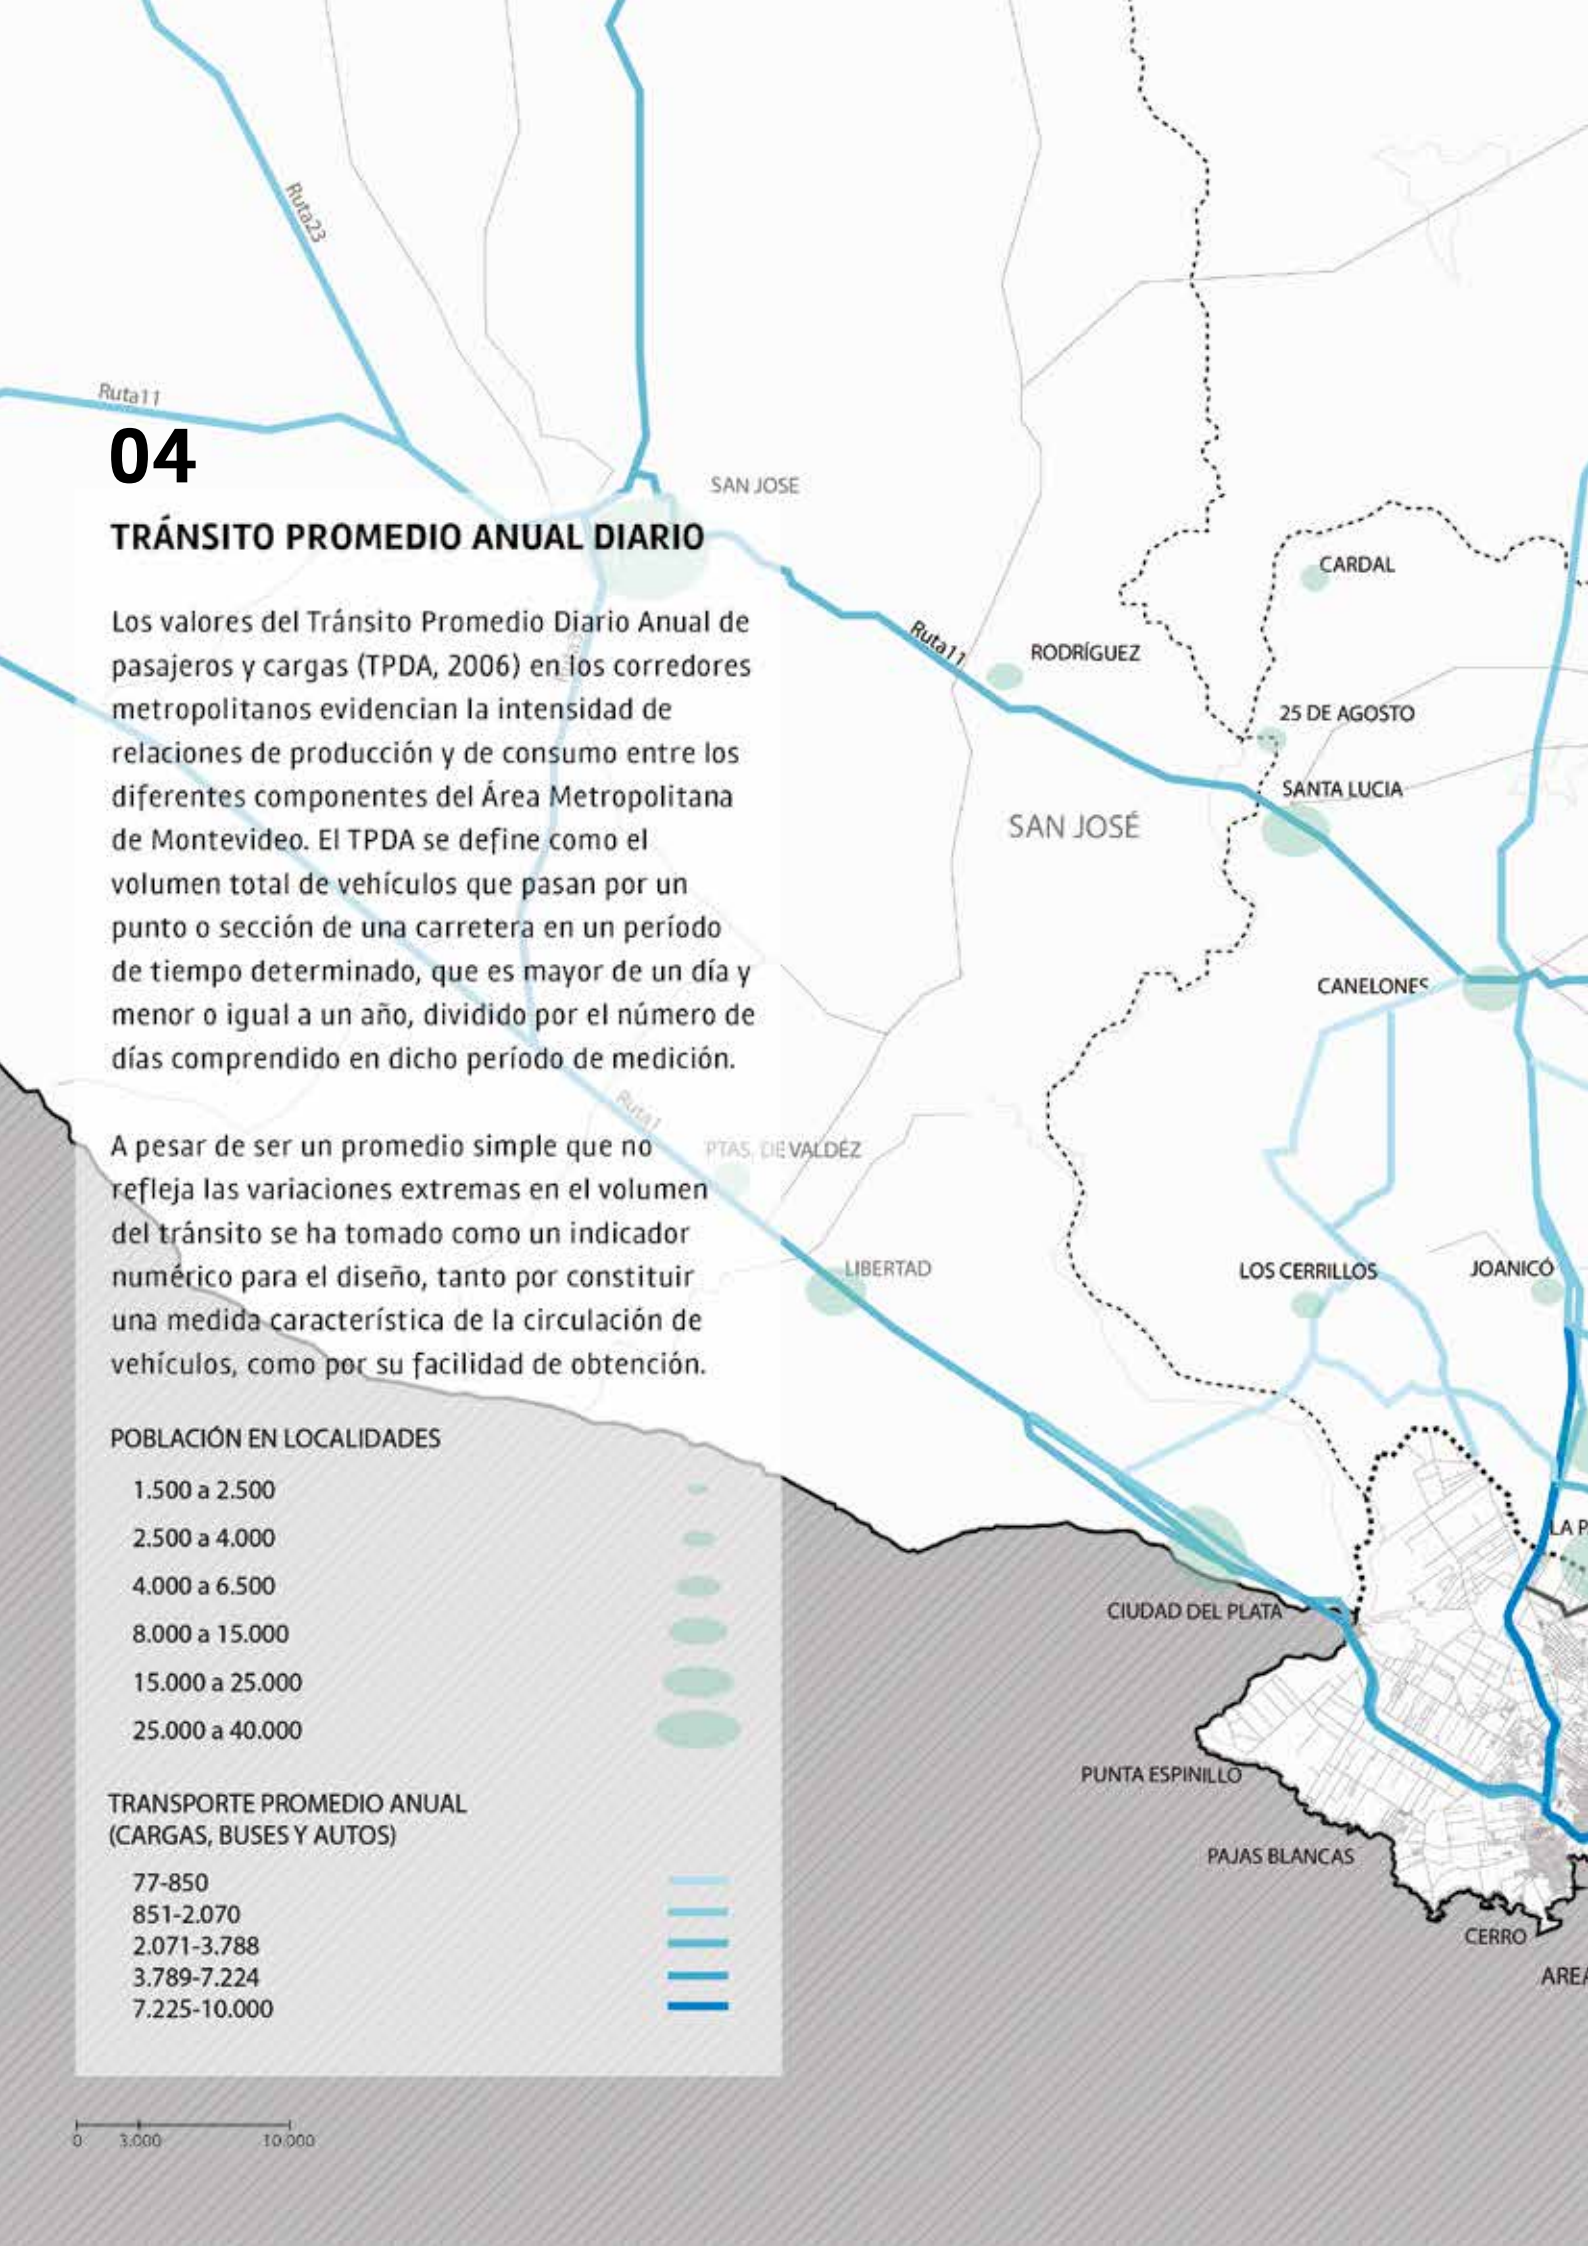 Ruta23
Ruta11
04
SAN JOSE
TRÁNSITO PROMEDIO ANUAL DIARIO
Los valores del Tránsito Promedio Diario Anual de
pasajeros y cargas (TPDA, 2006) en los corredores
metropolitanos evidencian la intensidad de
relaciones de producción y de consumo entre los
diferentes componentes del Área Metropolitana
de Montevideo. El TPDA se define como el
volumen total de vehículos que pasan por un
punto o sección de una carretera en un período
de tiempo determinado, que es mayor de un día y
menor o igual a un año, dividido por el número de
días comprendido en dicho período de medición.
A pesar de ser un promedio simple que no
refleja las variaciones extremas en el volumen
del tránsito se ha tomado como un indicador
numérico para el diseño, tanto por constituir
una medida característica de la circulación de
vehículos, como por su facilidad de obtención.
POBLACIÓN EN LOCALIDADES
1.500 a 2.500
2.500 a 4.000
4.000 a 6.500
8.000 a 15.000
15.000 a 25.000
25.000 a 40.000
TRANSPORTE PROMEDIO ANUAL
(CARGAS, BUSES Y AUTOS)
77-850
851-2.070
2.071-3.788
3.789-7.224
7.225-10.000
0 3.000 10.000
CARDAL
Ruta11
RODRÍGUEZ
25 DE AGOSTO
SANTA LUCIA
SAN JOSÉ
CANELONES
Ruta1
PTAS. DE VALDÉZ
LIBERTAD
LOS CERRILLOS
JOANICÓ
LA P
CIUDAD DEL PLATA
PUNTA ESPINILLO
PAJAS BLANCAS
CERRO
AREA